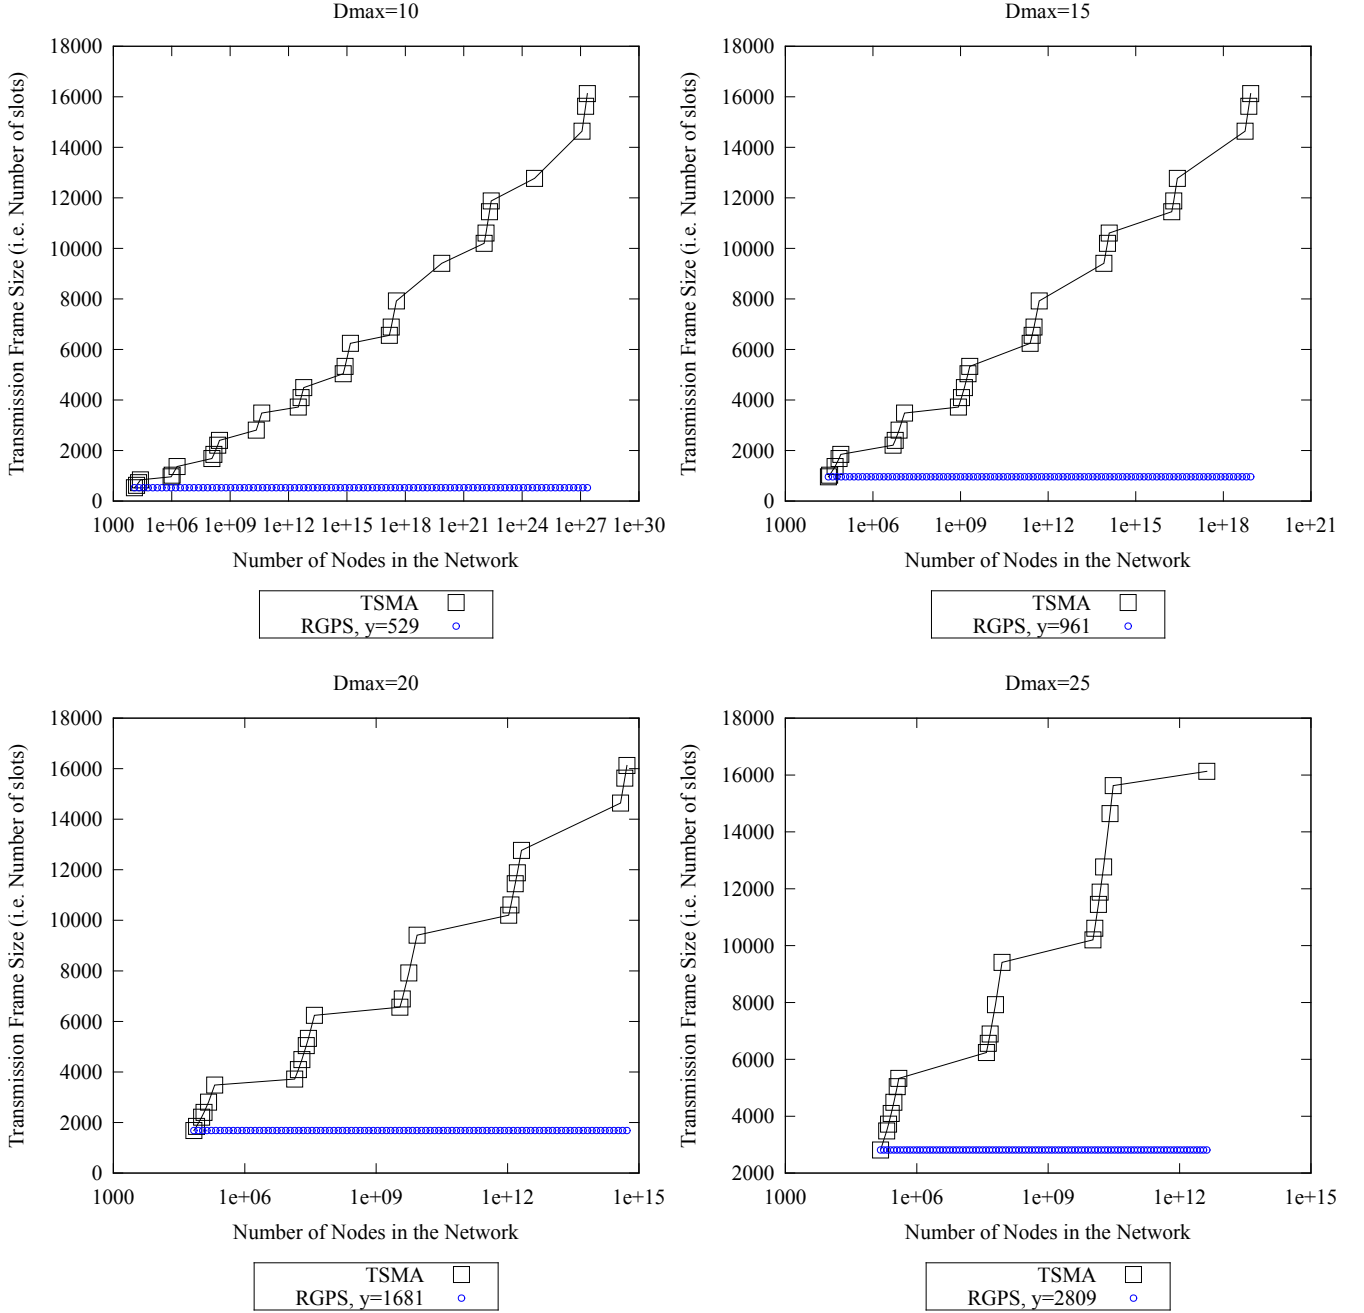 Dmax=10
Transmission Frame Size (i.e. Number of slots)
18000
16000
14000
12000
10000
8000
6000
4000
2000
0
1000 1e+06 1e+09 1e+12 1e+15 1e+18 1e+21 1e+24 1e+27 1e+30
Number of Nodes in the Network
TSMA
RGPS, y=529
Dmax=15
Transmission Frame Size (i.e. Number of slots)
18000
16000
14000
12000
10000
8000
6000
4000
2000
0
1000 1e+06 1e+09 1e+12 1e+15 1e+18 1e+21
Number of Nodes in the Network
TSMA
RGPS, y=961
Dmax=20
Transmission Frame Size (i.e. Number of slots)
18000
16000
14000
12000
10000
8000
6000
4000
2000
0
1000 1e+06 1e+09 1e+12 1e+15
Number of Nodes in the Network
TSMA
RGPS, y=1681
Dmax=25
Transmission Frame Size (i.e. Number of slots)
18000
16000
14000
12000
10000
8000
6000
4000
2000
1000 1e+06 1e+09 1e+12 1e+15
Number of Nodes in the Network
TSMA
RGPS, y=2809